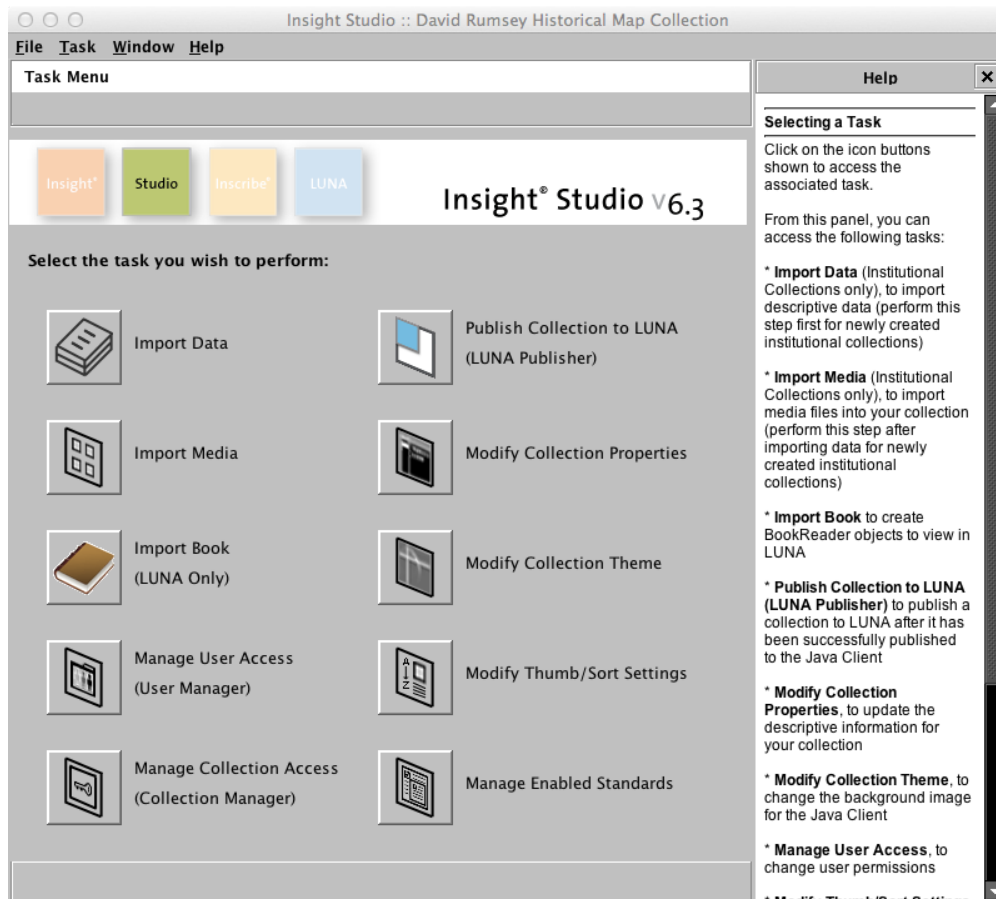 Insight Studio :: David Rumsey Historical Map Collection
File Task Window Help
Task Menu
Insight® Studio Inscribe® LUNA
Insight® Studio v6.3
Select the task you wish to perform:
Import Data
Import Media
Import Book
(LUNA Only)
Manage User Access
(User Manager)
Manage Collection Access
(Collection Manager)
Publish Collection to LUNA
(LUNA Publisher)
Modify Collection Properties
Modify Collection Theme
Modify Thumb/Sort Settings
Manage Enabled Standards
Help
Selecting a Task
Click on the icon buttons
shown to access the
associated task.
From this panel, you can
access the following tasks:
* Import Data (Institutional
Collections only), to import
descriptive data (perform this
step first for newly created
institutional collections)
* Import Media (Institutional
Collections only), to import
media files into your collection
(perform this step after
importing data for newly
created institutional
collections)
* Import Book to create
BookReader objects to view in
LUNA
* Publish Collection to LUNA
(LUNA Publisher) to publish a
collection to LUNA after it has
been successfully published
to the Java Client
* Modify Collection
Properties, to update the
descriptive information for
your collection
* Modify Collection Theme, to
change the background image
for the Java Client
* Manage User Access, to
change user permissions
* Modify Thumb/Sort Settings